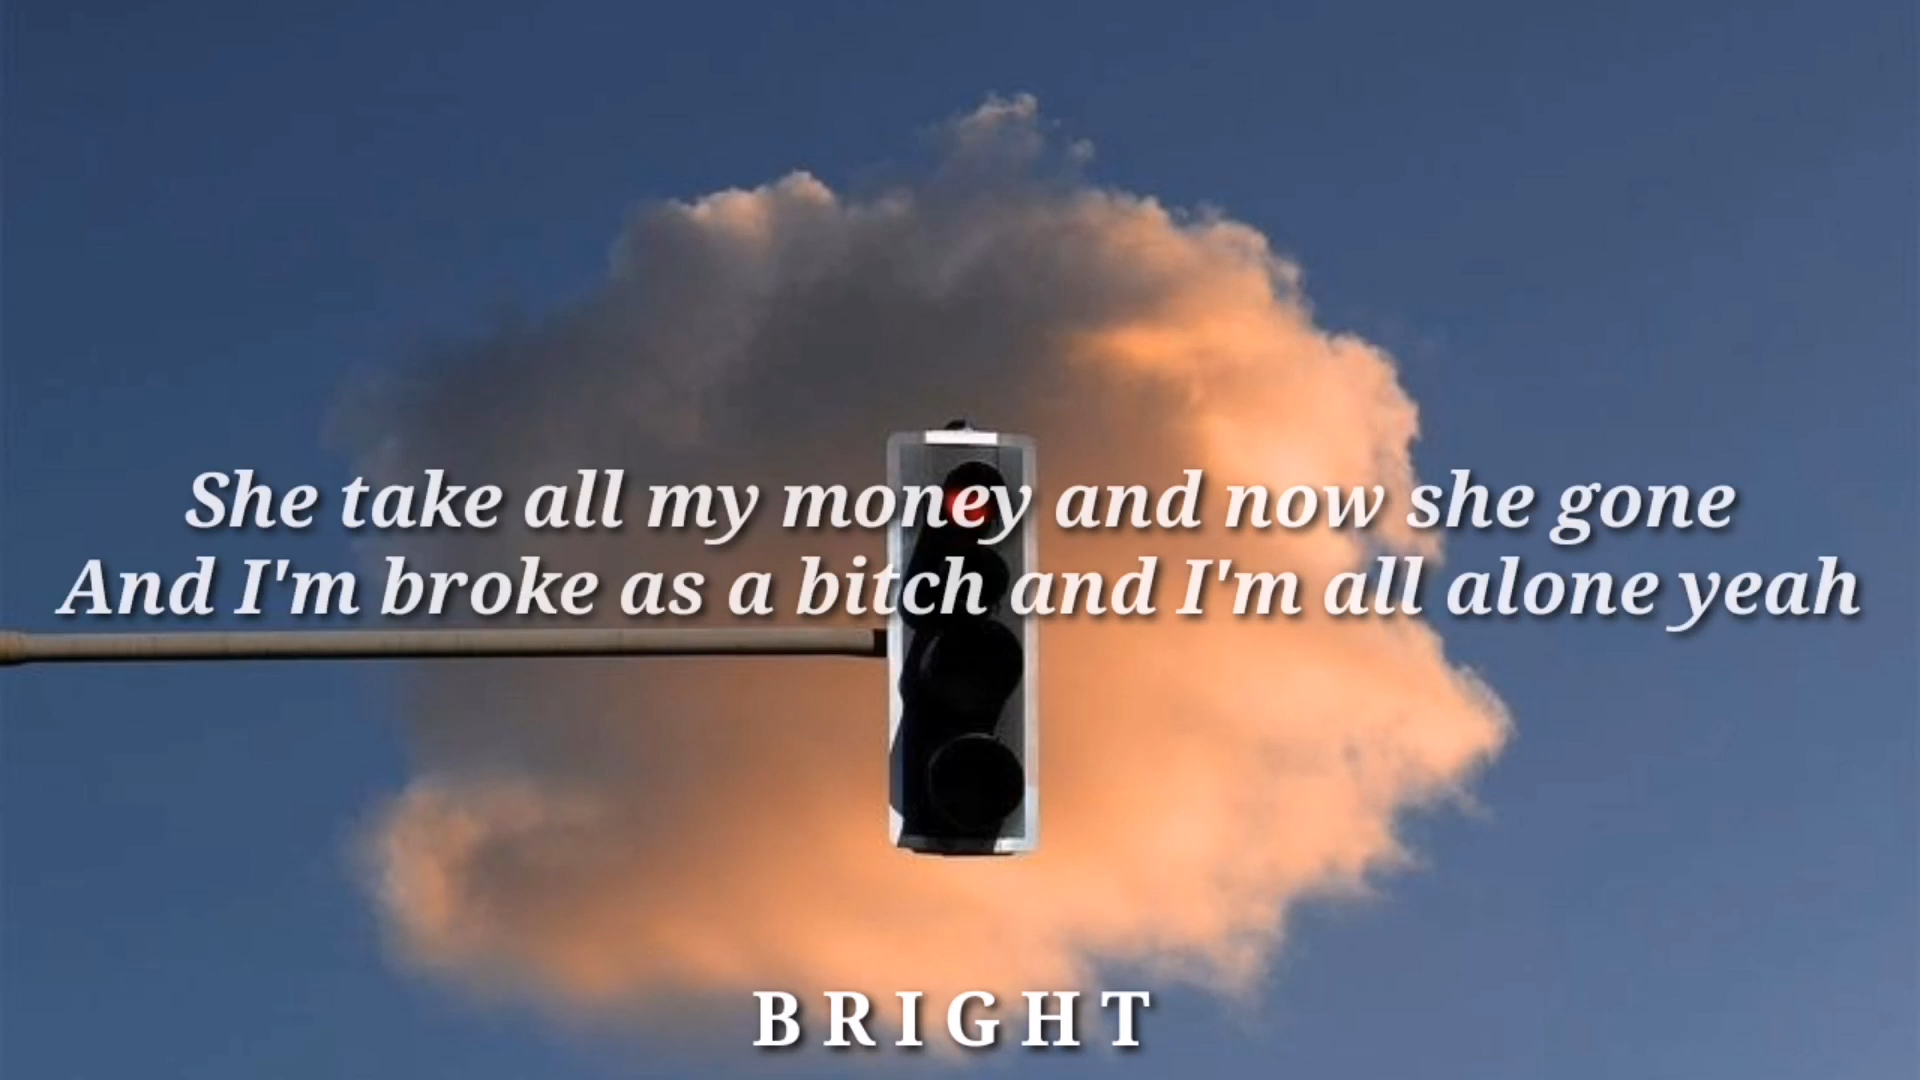 She take all my money and now she gone
And I'm broke as a bitch and I'm all alone yeah
BRIGHT